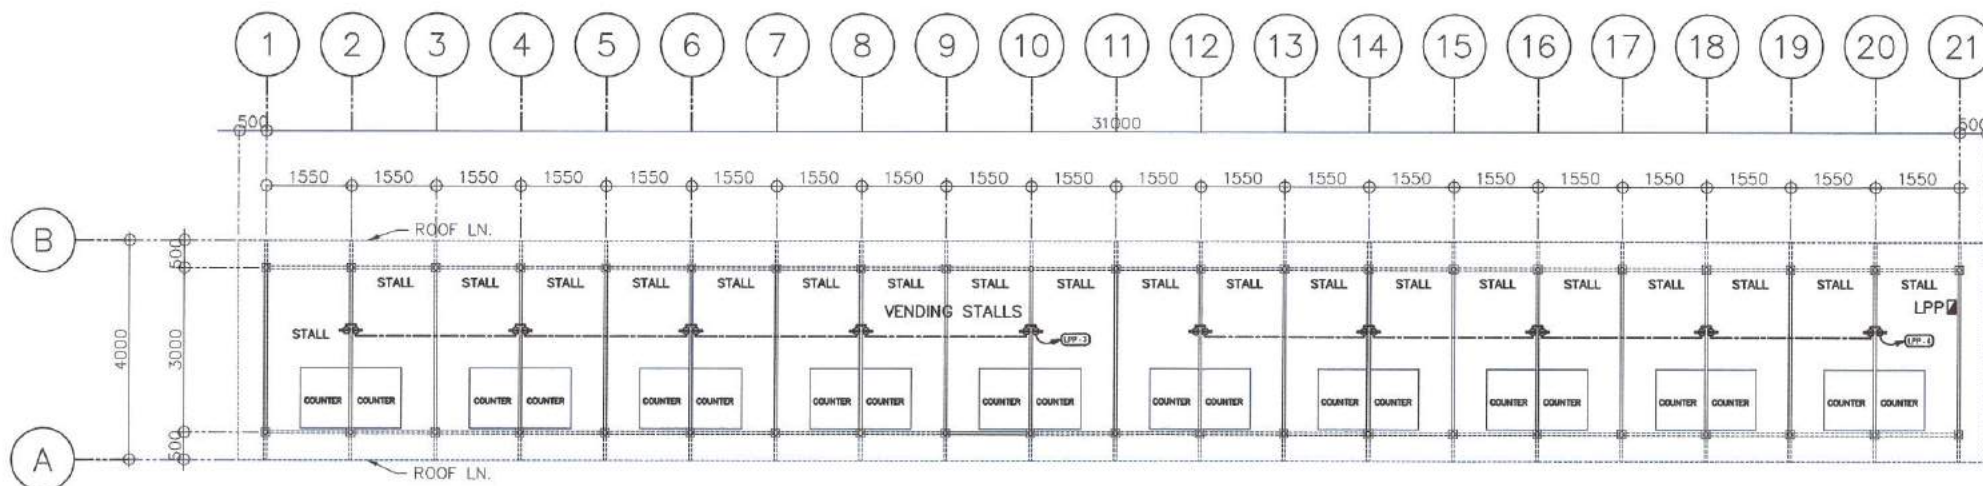 1 2 3 4 5 6 7 8 9 10 11 12 13 14 15 16 17 18 19 20 21
500 31000 500
1550 1550 1550 1550 1550 1550 1550 1550 1550 1550 1550 1550 1550 1550 1550 1550 1550 1550 1550 1550
B
ROOF LN.
500
STALL STALL STALL STALL STALL STALL STALL STALL STALL STALL STALL STALL STALL STALL STALL STALL STALL STALL STALL
VENDING STALLS
LPP
STALL
4000
3000
COUNTER COUNTER COUNTER COUNTER COUNTER COUNTER COUNTER COUNTER COUNTER COUNTER COUNTER COUNTER COUNTER COUNTER COUNTER COUNTER COUNTER COUNTER COUNTER COUNTER
500
A
ROOF LN.